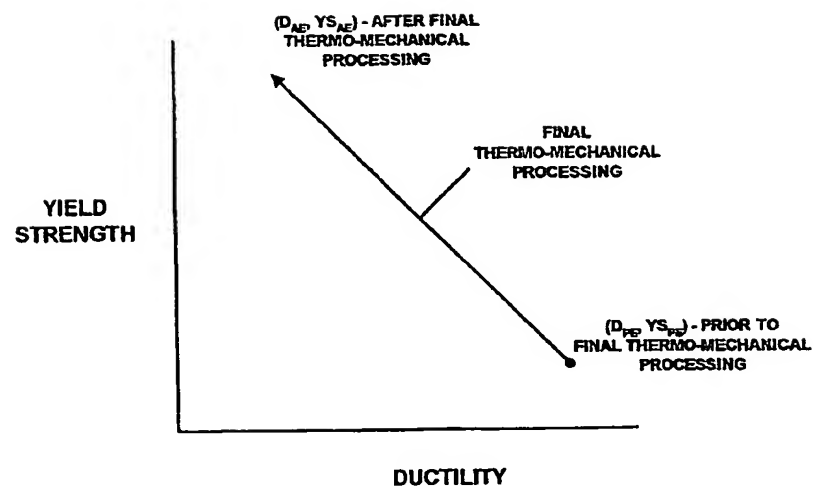 (D_AE, YS_AE) - AFTER FINAL
THERMO-MECHANICAL
PROCESSING
FINAL
THERMO-MECHANICAL
PROCESSING
YIELD
STRENGTH
(D_PE, YS_PE) - PRIOR TO
FINAL THERMO-MECHANICAL
PROCESSING
DUCTILITY